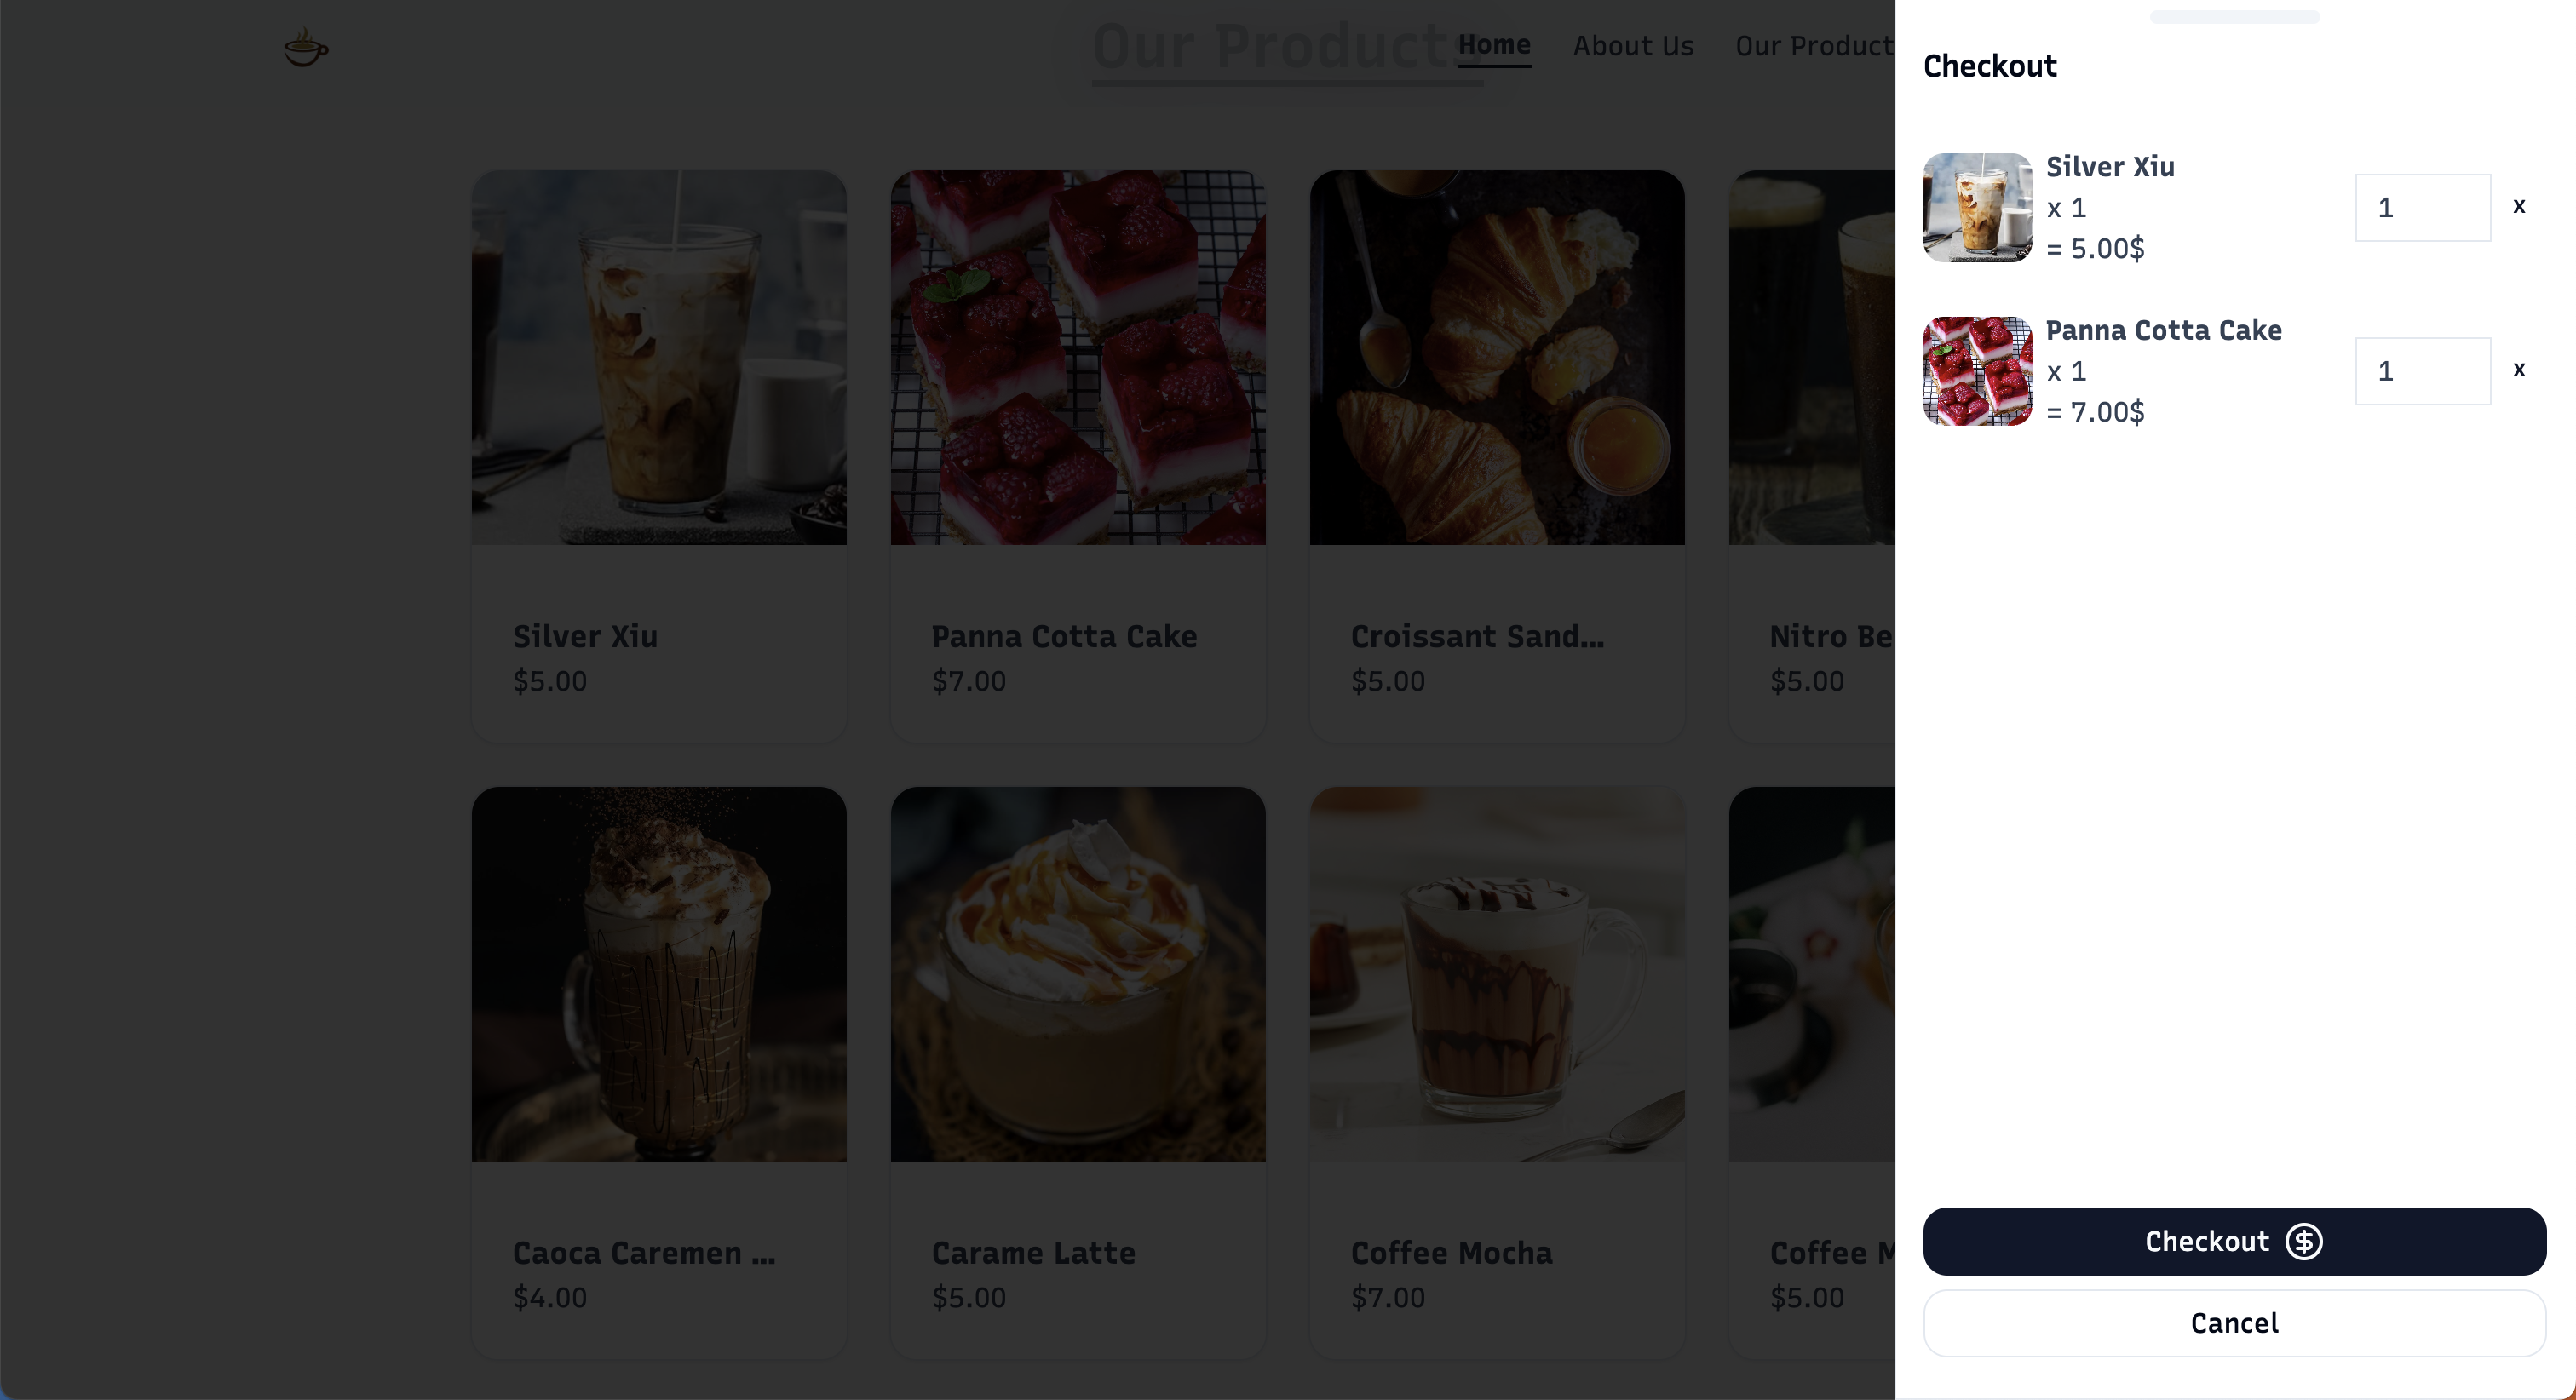 Our Products
Home
About Us
Our Product
Silver Xiu
$5.00
Panna Cotta Cake
$7.00
Croissant Sand...
$5.00
Nitro Be
$5.00
Caoca Caremen ...
$4.00
Carame Latte
$5.00
Coffee Mocha
$7.00
Coffee M
$5.00
Checkout
Silver Xiu
x 1
= 5.00$
1
x
Panna Cotta Cake
x 1
= 7.00$
1
x
Checkout $
Cancel